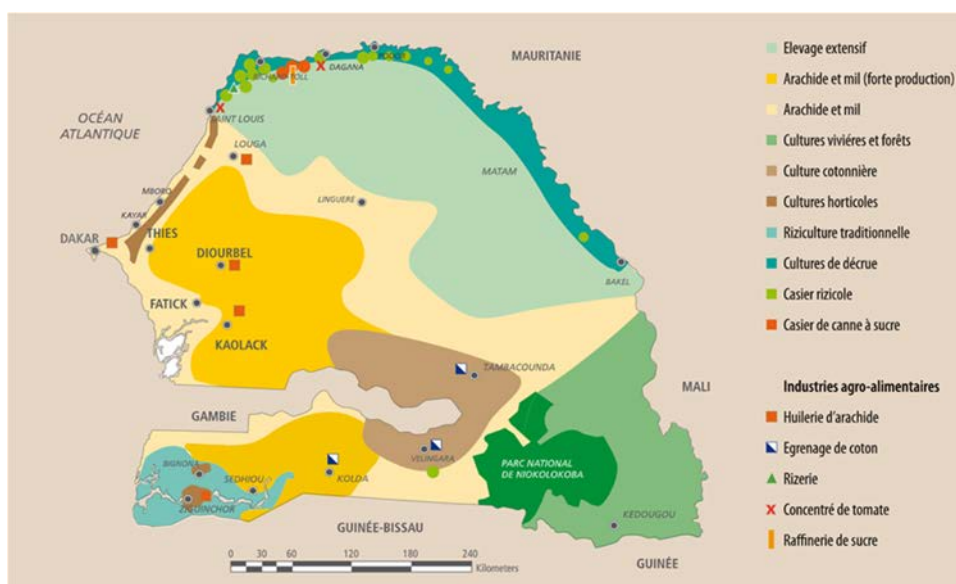 MAURITANIE
OCÉAN
ATLANTIQUE
PODOR
DAGANA
RICHARD TOLL
SAINT LOUIS
LOUGA
MATAM
LINGUERE
MBORO
KAYAR
THIES
DAKAR
DIOURBEL
BAKEL
FATICK
KAOLACK
TAMBACOUNDA
MALI
GAMBIE
VELINGARA
PARC NATIONAL
DE NIOKOLOKOBA
BIGNONA
SEDHIOU
KOLDA
ZIGUINCHOR
GUINÉE-BISSAU
KEDOUGOU
GUINÉE
0 30 60 120 180 240
Kilometers
Elevage extensif
Arachide et mil (forte production)
Arachide et mil
Cultures vivières et forêts
Culture cotonnière
Cultures horticoles
Riziculture traditionnelle
Cultures de décrue
Casier rizicole
Casier de canne à sucre
Industries agro-alimentaires
Huilerie d'arachide
Egrenage de coton
Rizerie
Concentré de tomate
Raffinerie de sucre